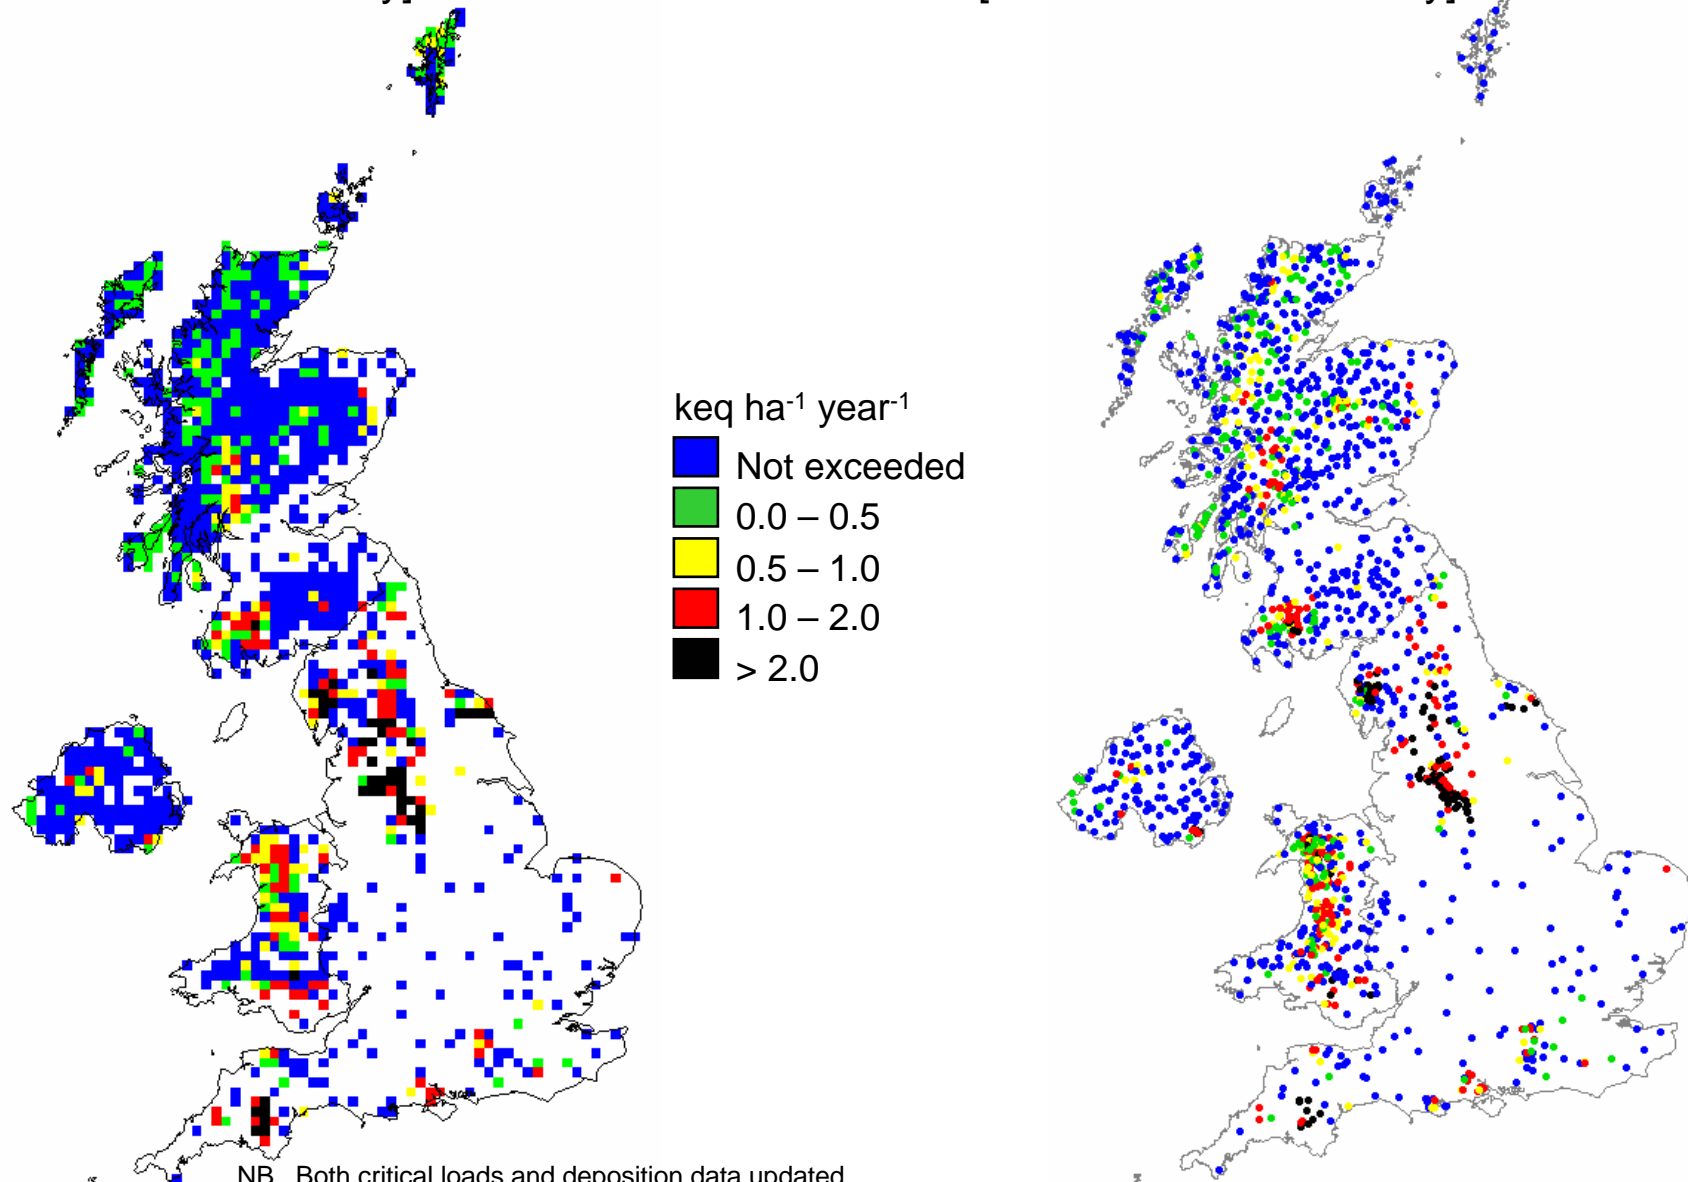 keq ha⁻¹ year⁻¹
Not exceeded
0.0 – 0.5
0.5 – 1.0
1.0 – 2.0
> 2.0
NB Both critical loads and deposition data updated